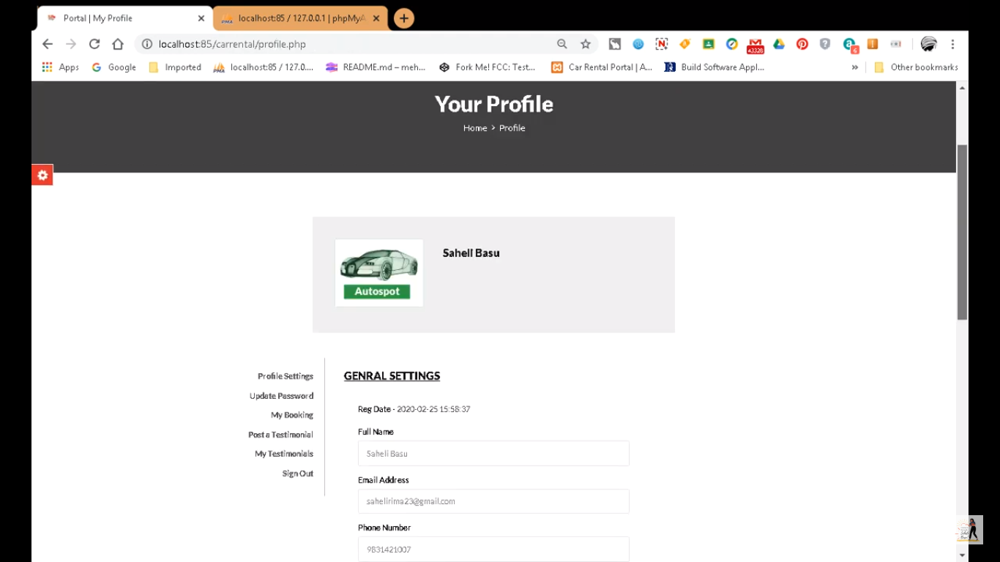 Portal | My Profile
localhost:85 / 127.0.0.1 | phpMyA
localhost:85/carrental/profile.php
43328
6
Apps
Google
Imported
localhost:85 / 127.0....
README.md – meh...
Fork Me! FCC: Test...
Car Rental Portal | A...
Build Software Appl...
»
Other bookmarks
Your Profile
Home > Profile
Autospot
Saheli Basu
Profile Settings
Update Password
My Booking
Post a Testimonial
My Testimonials
Sign Out
GENRAL SETTINGS
Reg Date - 2020-02-25 15:58:37
Full Name
Saheli Basu
Email Address
sahelirima23@gmail.com
Phone Number
9831421007